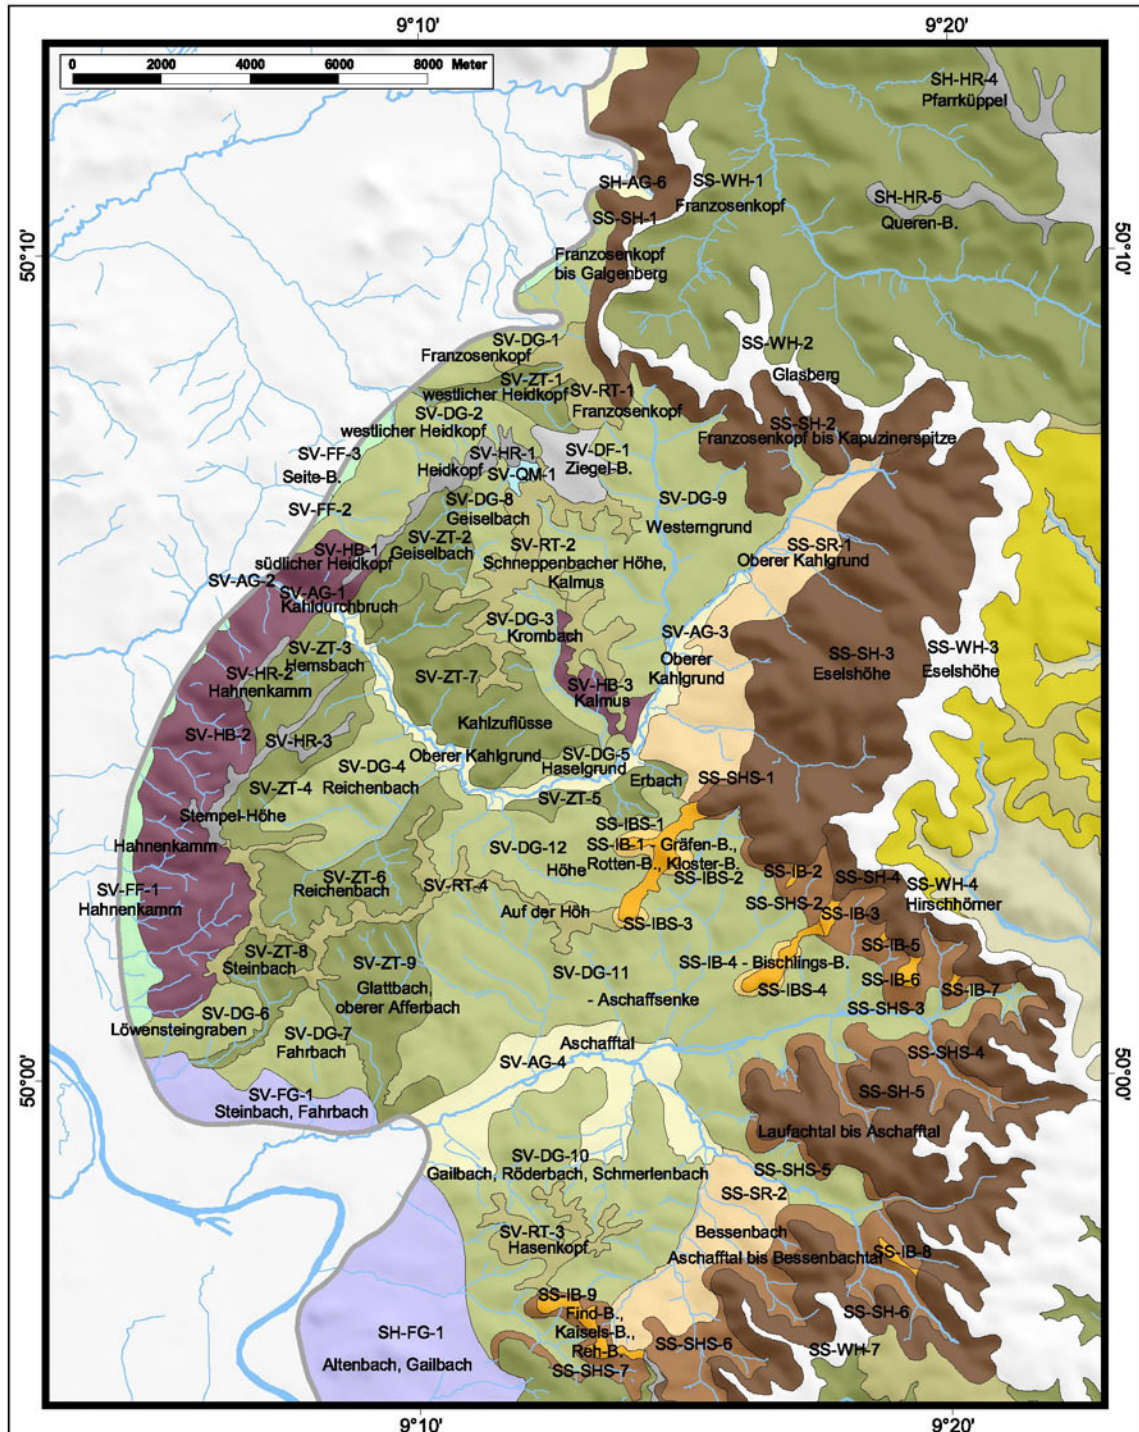 9°10'
9°20'
0 2000 4000 6000 8000 Meter
SH-HR-4
Pfarrküppel
SH-AG-6
SS-WH-1
Franzosenkopf
SS-SH-1
SH-HR-5
Queren-B.
50°10'
50°10'
Franzosenkopf
bis Galgenberg
SV-DG-1
Franzosenkopf
SS-WH-2
Glasberg
SV-ZT-1
westlicher Heidkopf
SV-RT-1
Franzosenkopf
SV-DG-2
westlicher Heidkopf
SS-SH-2
Franzosenkopf bis Kapuzinerspitze
SV-FF-3
Seite-B.
SV-HR-1
Heidkopf
SV-DF-1
Ziegel-B.
SV-QM-1
SV-DG-8
Geiselbach
SV-DG-9
Westerngrund
SV-FF-2
SV-ZT-2
Geiselbach
SV-HB-1
südlicher Heidkopf
SV-RT-2
Schneppenbacher Höhe,
Kalmus
SS-SR-1
Oberer Kahlgrund
SV-AG-2
SV-AG-1
Kahldurchbruch
SV-DG-3
Krombach
SV-AG-3
Oberer
Kahlgrund
SV-ZT-3
Hemsbach
SS-SH-3
Eselshöhe
SS-WH-3
Eselshöhe
SV-HR-2
Hahnenkamm
SV-ZT-7
SV-HB-3
Kalmus
SV-HB-2
SV-HR-3
Kahlzuflüsse
Oberer Kahlgrund
SV-DG-5
Haselgrund
SV-DG-4
Reichenbach
Erbach
SS-SHS-1
SV-ZT-4
SV-ZT-5
Stempel-Höhe
SS-IBS-1
Hahnenkamm
SV-DG-12
Höhe
SS-IB-1 - Gräfen-B.,
Rotten-B., Kloster-B.
SS-IBS-2
SS-IB-2
SS-SH-4
SV-ZT-6
Reichenbach
SV-RT-4
SV-FF-1
Hahnenkamm
SS-WH-4
Hirschhörner
SS-SHS-2
SS-IB-3
Auf der Höh
SS-IBS-3
SS-IB-5
SV-ZT-8
Steinbach
SV-ZT-9
Glattbach,
oberer Afferbach
SV-DG-11
- Aschaffsenke
SS-IB-4 - Bischlings-B.
SS-IB-6
SS-IB-7
SS-IBS-4
SS-SHS-3
SV-DG-6
Löwensteingraben
SV-DG-7
Fahrbach
Aschafftal
SV-AG-4
SS-SHS-4
50°00'
50°00'
SV-FG-1
Steinbach, Fahrbach
SS-SH-5
Laufachtal bis Aschafftal
SV-DG-10
Gailbach, Röderbach, Schmerlenbach
SS-SHS-5
SS-SR-2
Bessenbach
SV-RT-3
Hasenkopf
Aschafftal bis Bessenbachtal
SS-IB-8
SS-IB-9
Find-B.,
Kaisels-B.,
Reh-B.
SS-SH-6
SH-FG-1
Altenbach, Gailbach
SS-SHS-6
SS-WH-7
SS-SHS-7
9°10'
9°20'